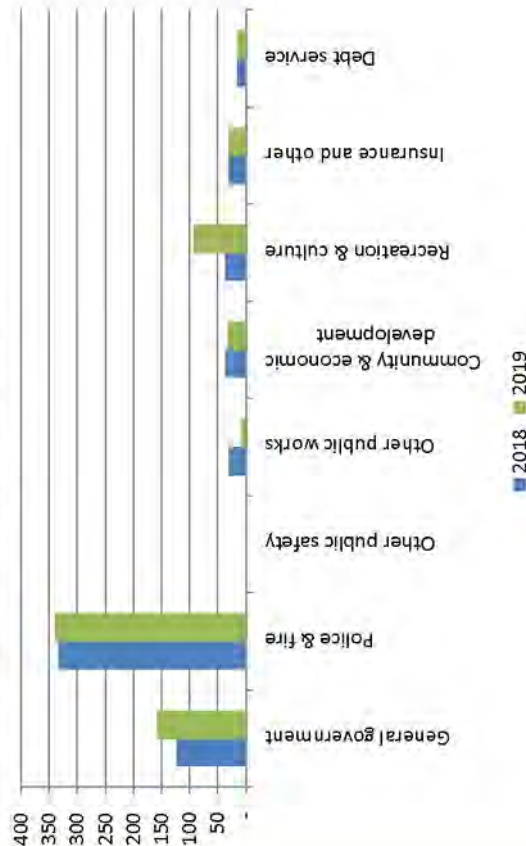 400
350
300
250
200
150
100
50
-
General government
Police & fire
Other public safety
Other public works
Community & economic
development
Recreation & culture
Insurance and other
Debt service
2018
2019